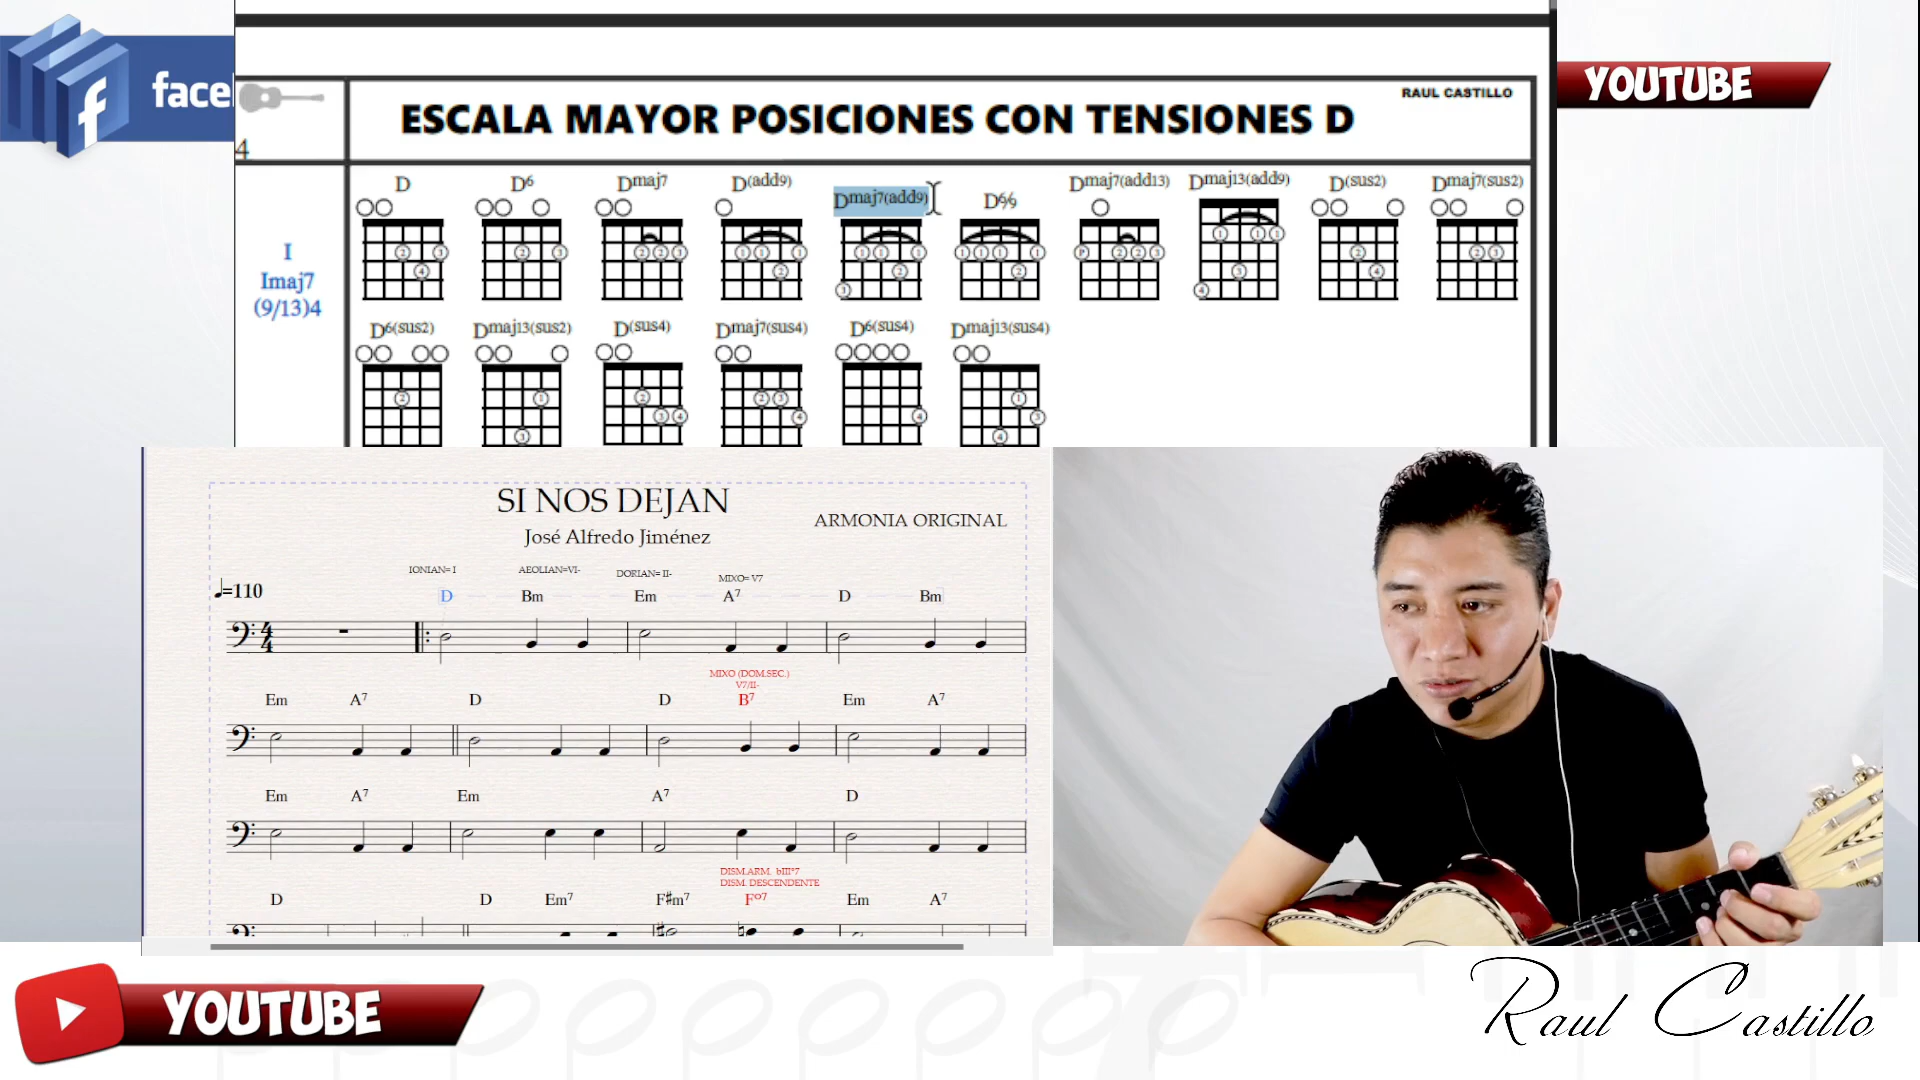 face
YOUTUBE
RAUL CASTILLO
ESCALA MAYOR POSICIONES CON TENSIONES D
4
D D6 Dmaj7 D(add9) Dmaj7(add9) D6/9 Dmaj7(add13) Dmaj13(add9) D(sus2) Dmaj7(sus2)
I
Imaj7
(9/13)4
D6(sus2) Dmaj13(sus2) D(sus4) Dmaj7(sus4) D6(sus4) Dmaj13(sus4)
SI NOS DEJAN
ARMONIA ORIGINAL
José Alfredo Jiménez
IONIAN= I AEOLIAN=VI- DORIAN= II- MIXO= V7
♩=110
D Bm Em A7 D Bm
MIXO (DOM.SEC.)
V7/II-
Em A7 D D B7 Em A7
Em A7 Em A7 D
DISM.ARM. bIII°7
DISM. DESCENDENTE
D D Em7 F#m7 Fo7 Em A7
YOUTUBE
Raul Castillo